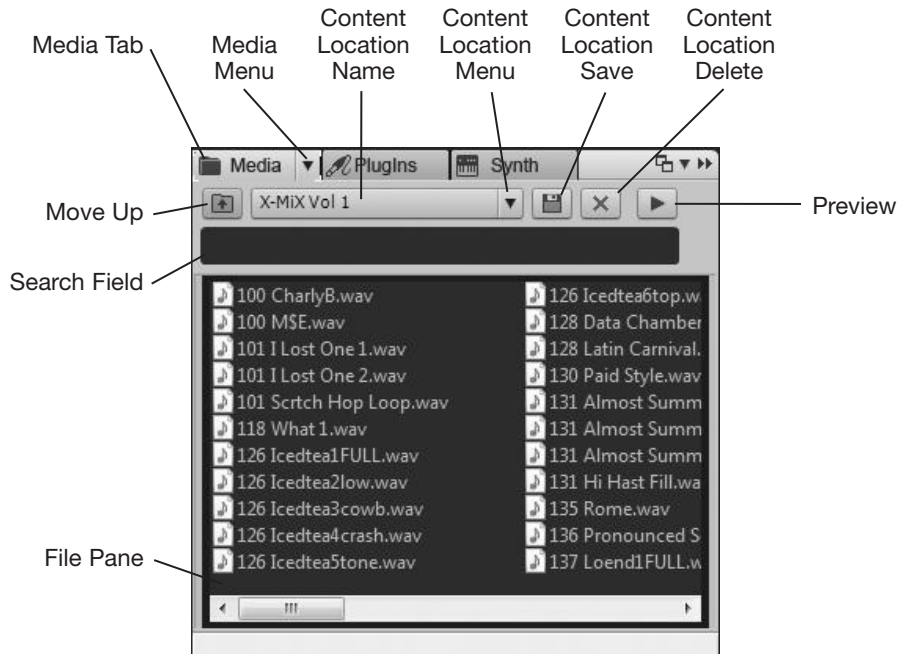 Media Tab
Media
Menu
Content
Location
Name
Content
Location
Menu
Content
Location
Save
Content
Location
Delete
Media
PlugIns
Synth
Move Up
X-MiX Vol 1
Preview
Search Field
100 CharlyB.wav
100 M$E.wav
101 I Lost One 1.wav
101 I Lost One 2.wav
101 Scrtch Hop Loop.wav
118 What 1.wav
126 Icedtea1FULL.wav
126 Icedtea2low.wav
126 Icedtea3cowb.wav
126 Icedtea4crash.wav
126 Icedtea5tone.wav
126 Icedtea6top.w
128 Data Chamber
128 Latin Carnival.
130 Paid Style.wav
131 Almost Summ
131 Almost Summ
131 Almost Summ
131 Hi Hast Fill.wa
135 Rome.wav
136 Pronounced S
137 Loend1FULL.w
File Pane